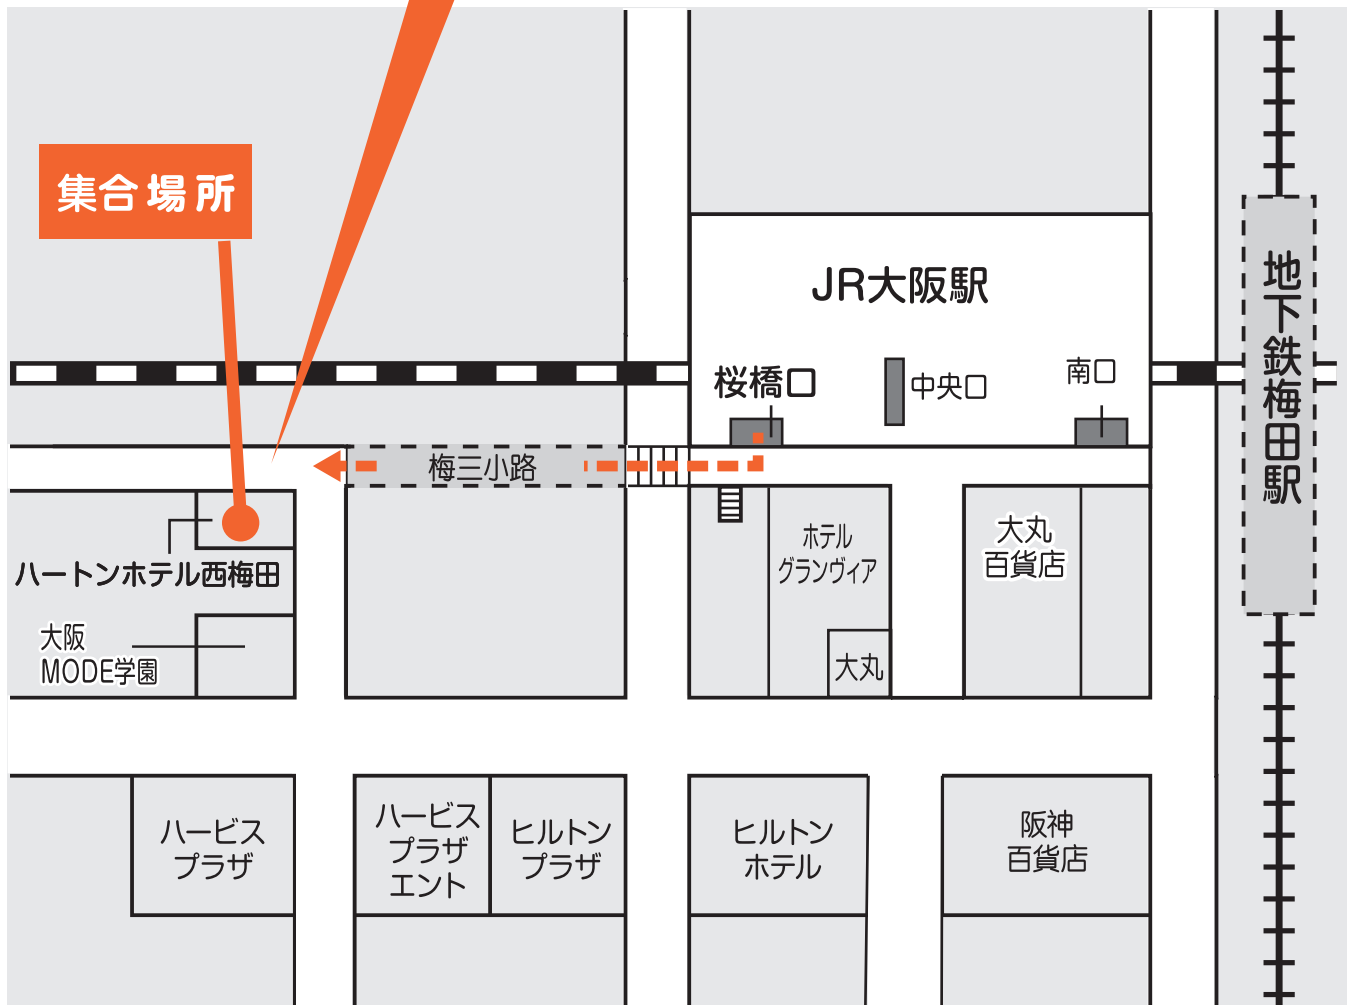 集合場所
JR大阪駅
桜橋口
中央口
南口
地下鉄梅田駅
梅三小路
ホテル
グランヴィア
大丸
百貨店
大丸
ハートンホテル西梅田
大阪
MODE学園
ハービス
プラザ
ハービス
プラザ
エント
ヒルトン
プラザ
ヒルトン
ホテル
阪神
百貨店